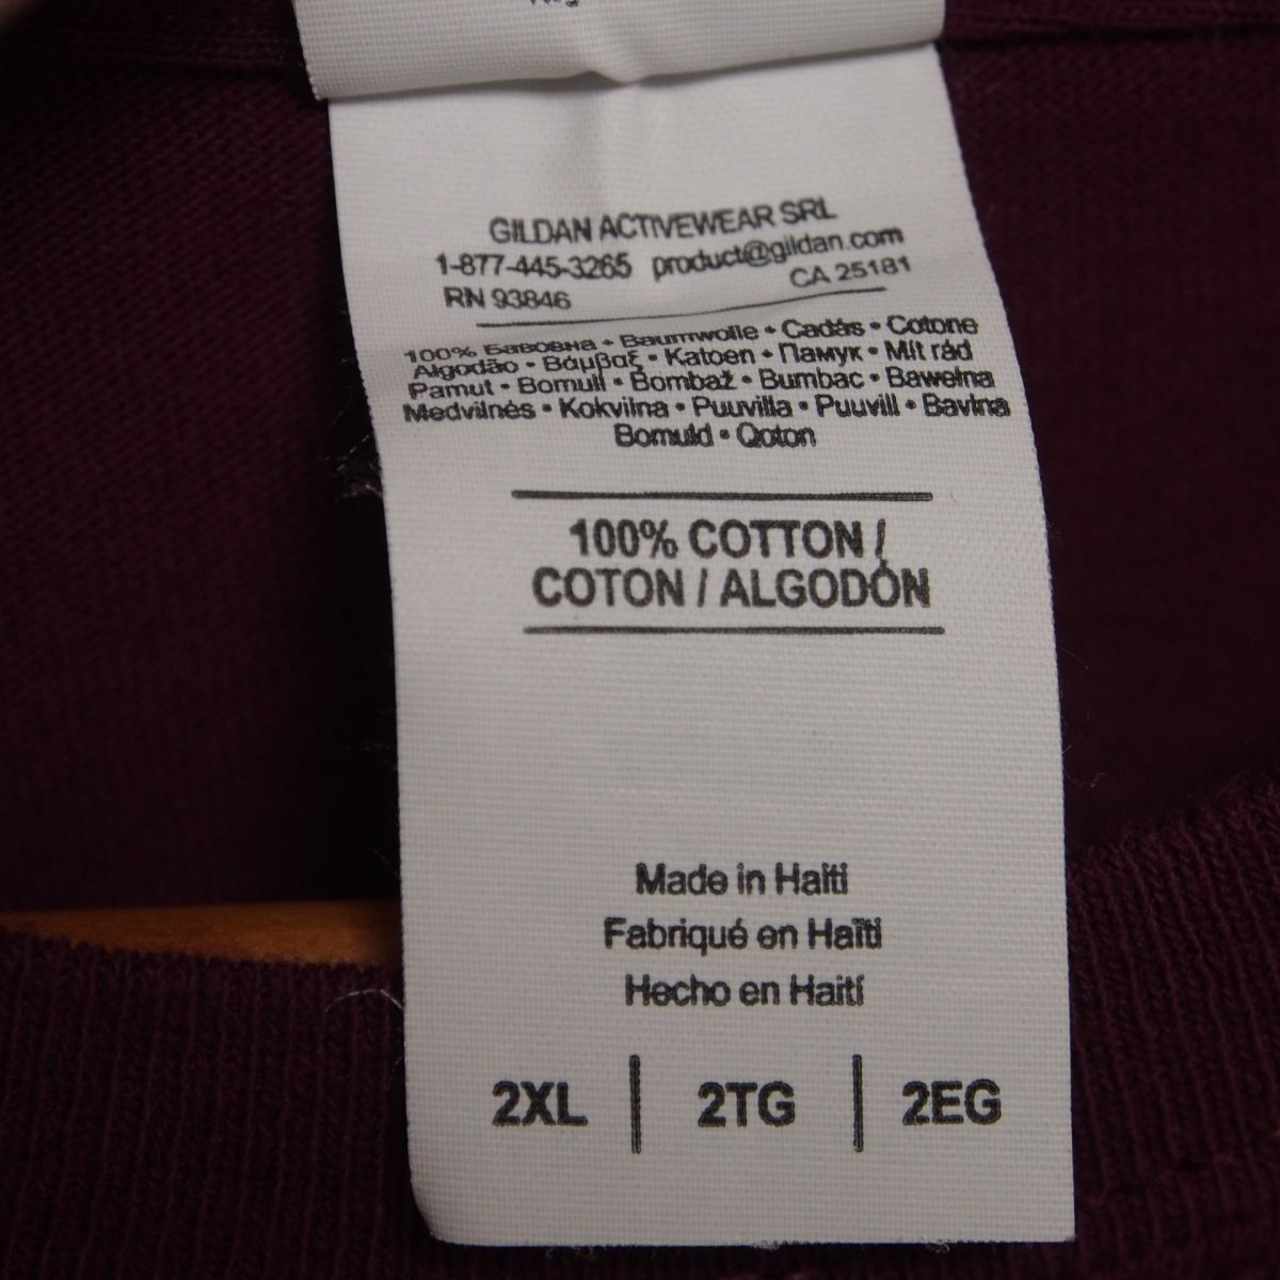 GILDAN ACTIVEWEAR SRL
1-877-445-3265 product@gildan.com
RN 93846 CA 25181
100% Бавовна • Baumwolle • Cadás • Cotone
Algodão • Βάμβαξ • Katoen • Памук • Mít rád
Pamut • Bomull • Bombaž • Bumbac • Bawełna
Medvilnės • Kokvilna • Puuvilla • Puuvill • Bavlna
Bomuld • Qoton
100% COTTON /
COTON / ALGODÓN
Made in Haiti
Fabriqué en Haïti
Hecho en Haití
2XL | 2TG | 2EG